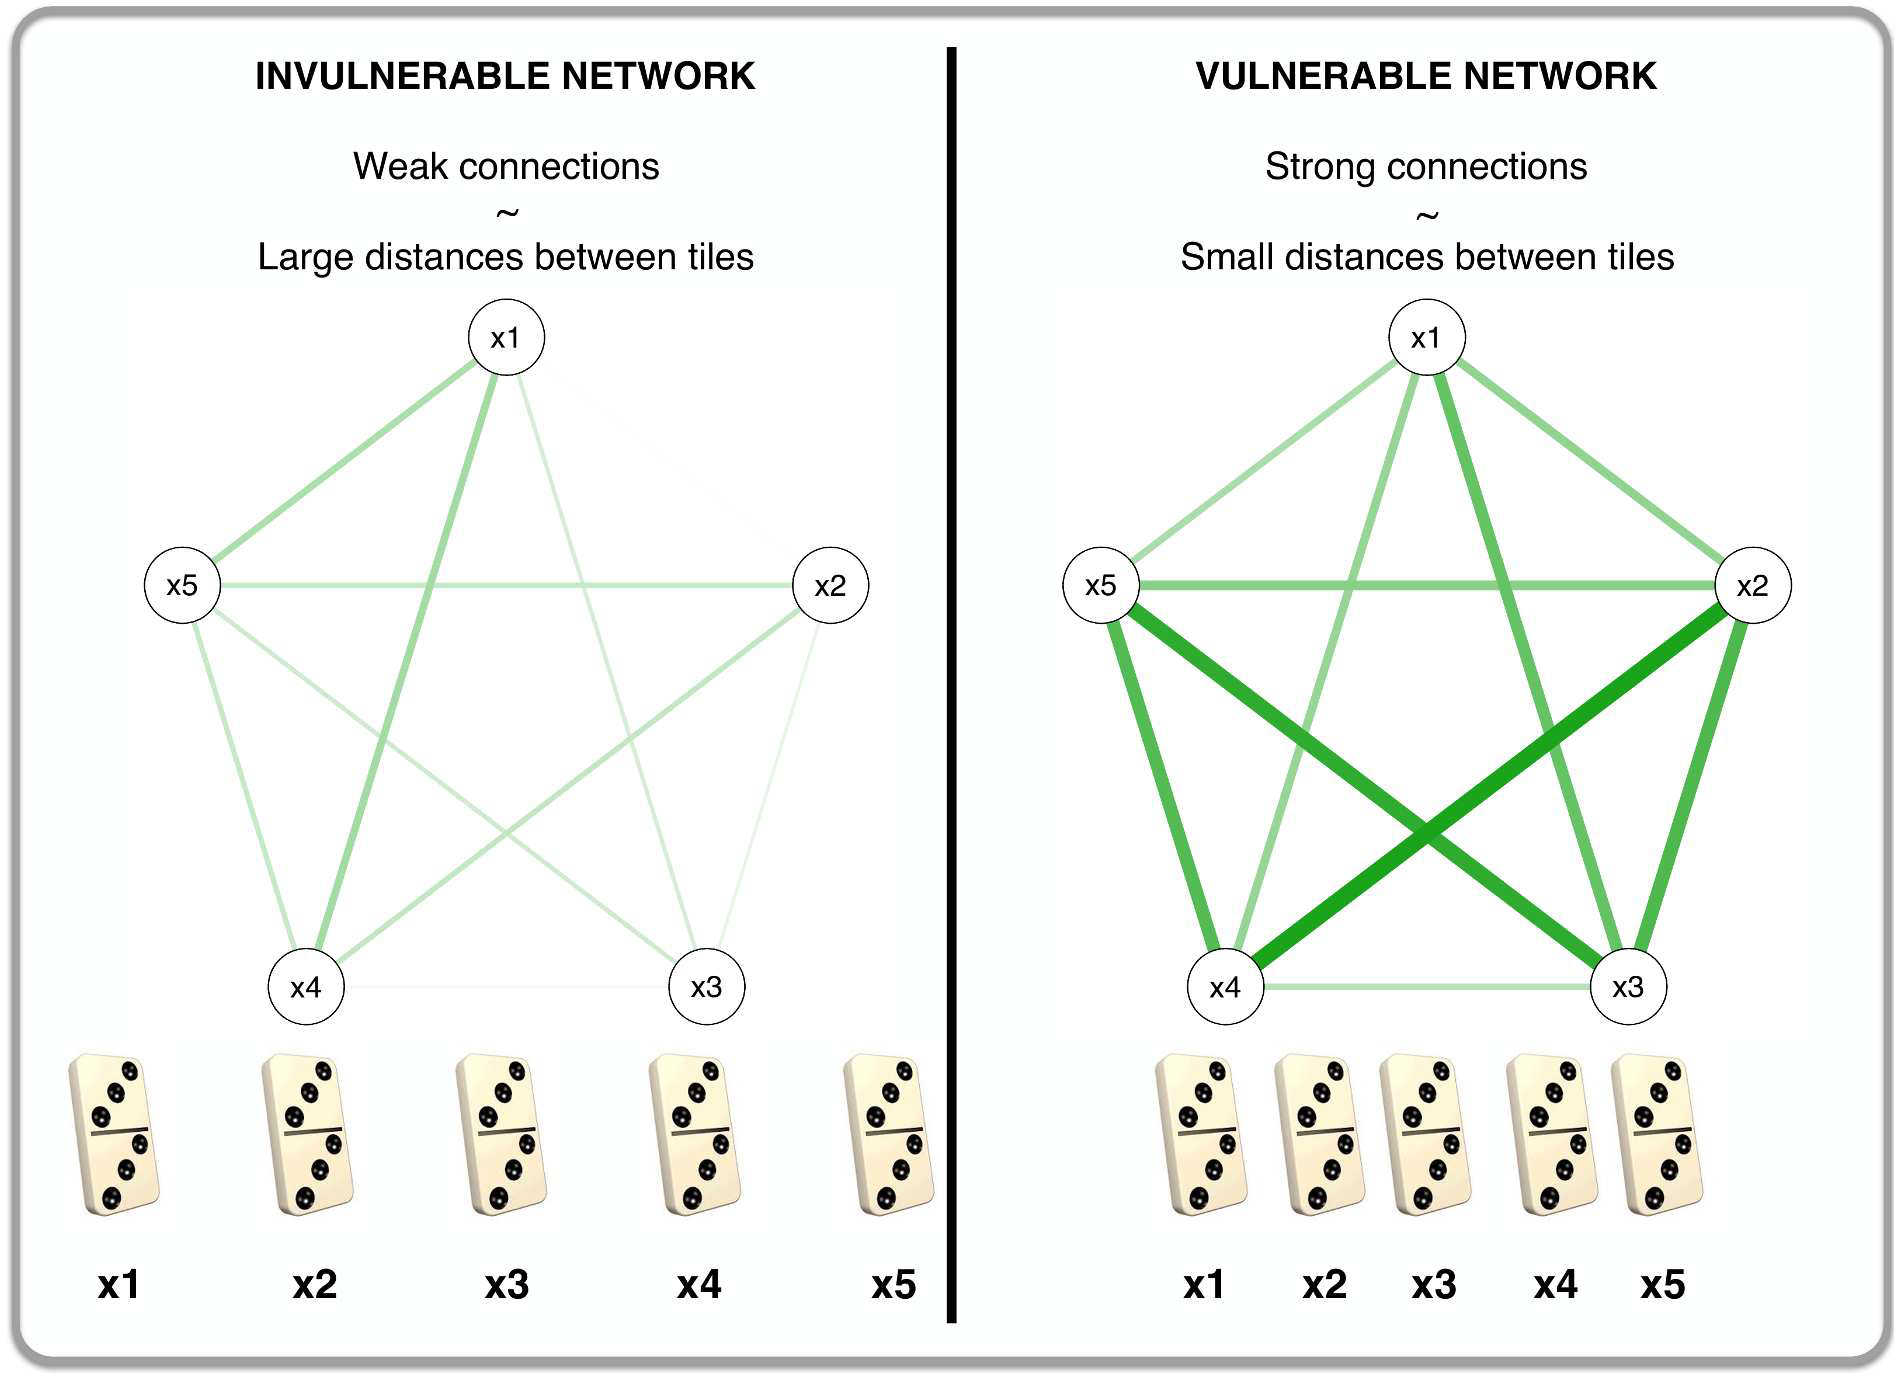 INVULNERABLE NETWORK
Weak connections
~
Large distances between tiles
x1
x5
x2
x4
x3
x1 x2 x3 x4 x5
VULNERABLE NETWORK
Strong connections
~
Small distances between tiles
x1
x5
x2
x4
x3
x1 x2 x3 x4 x5